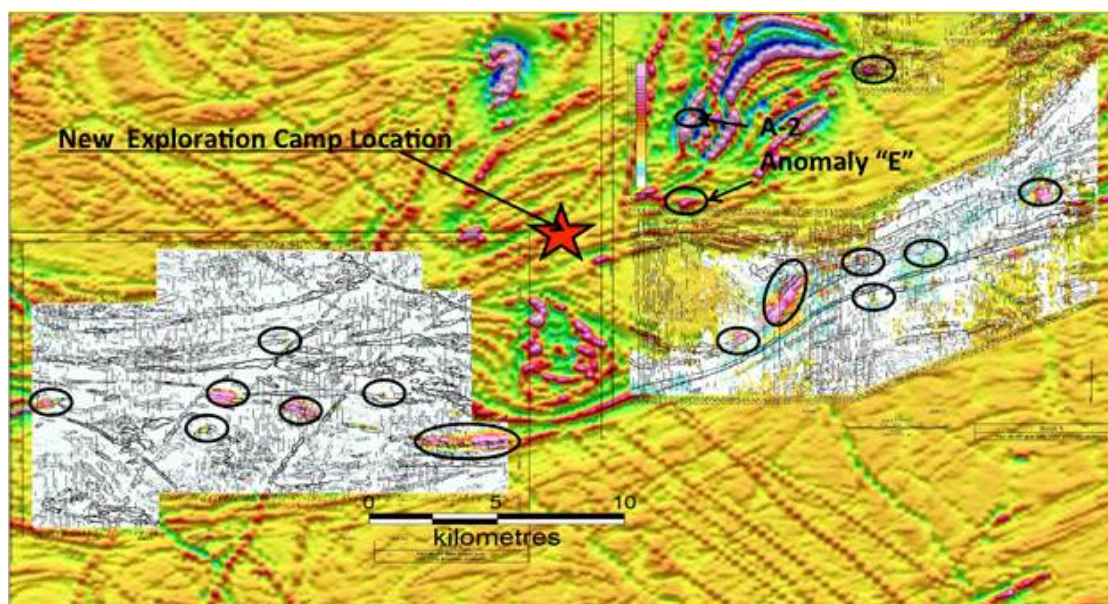 New Exploration Camp Location
A-2
Anomaly “E”
0 5 10
kilometres